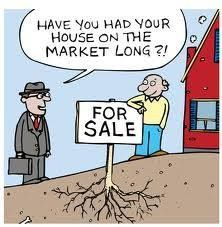 HAVE YOU HAD YOUR
HOUSE ON THE
MARKET LONG?!
FOR
SALE